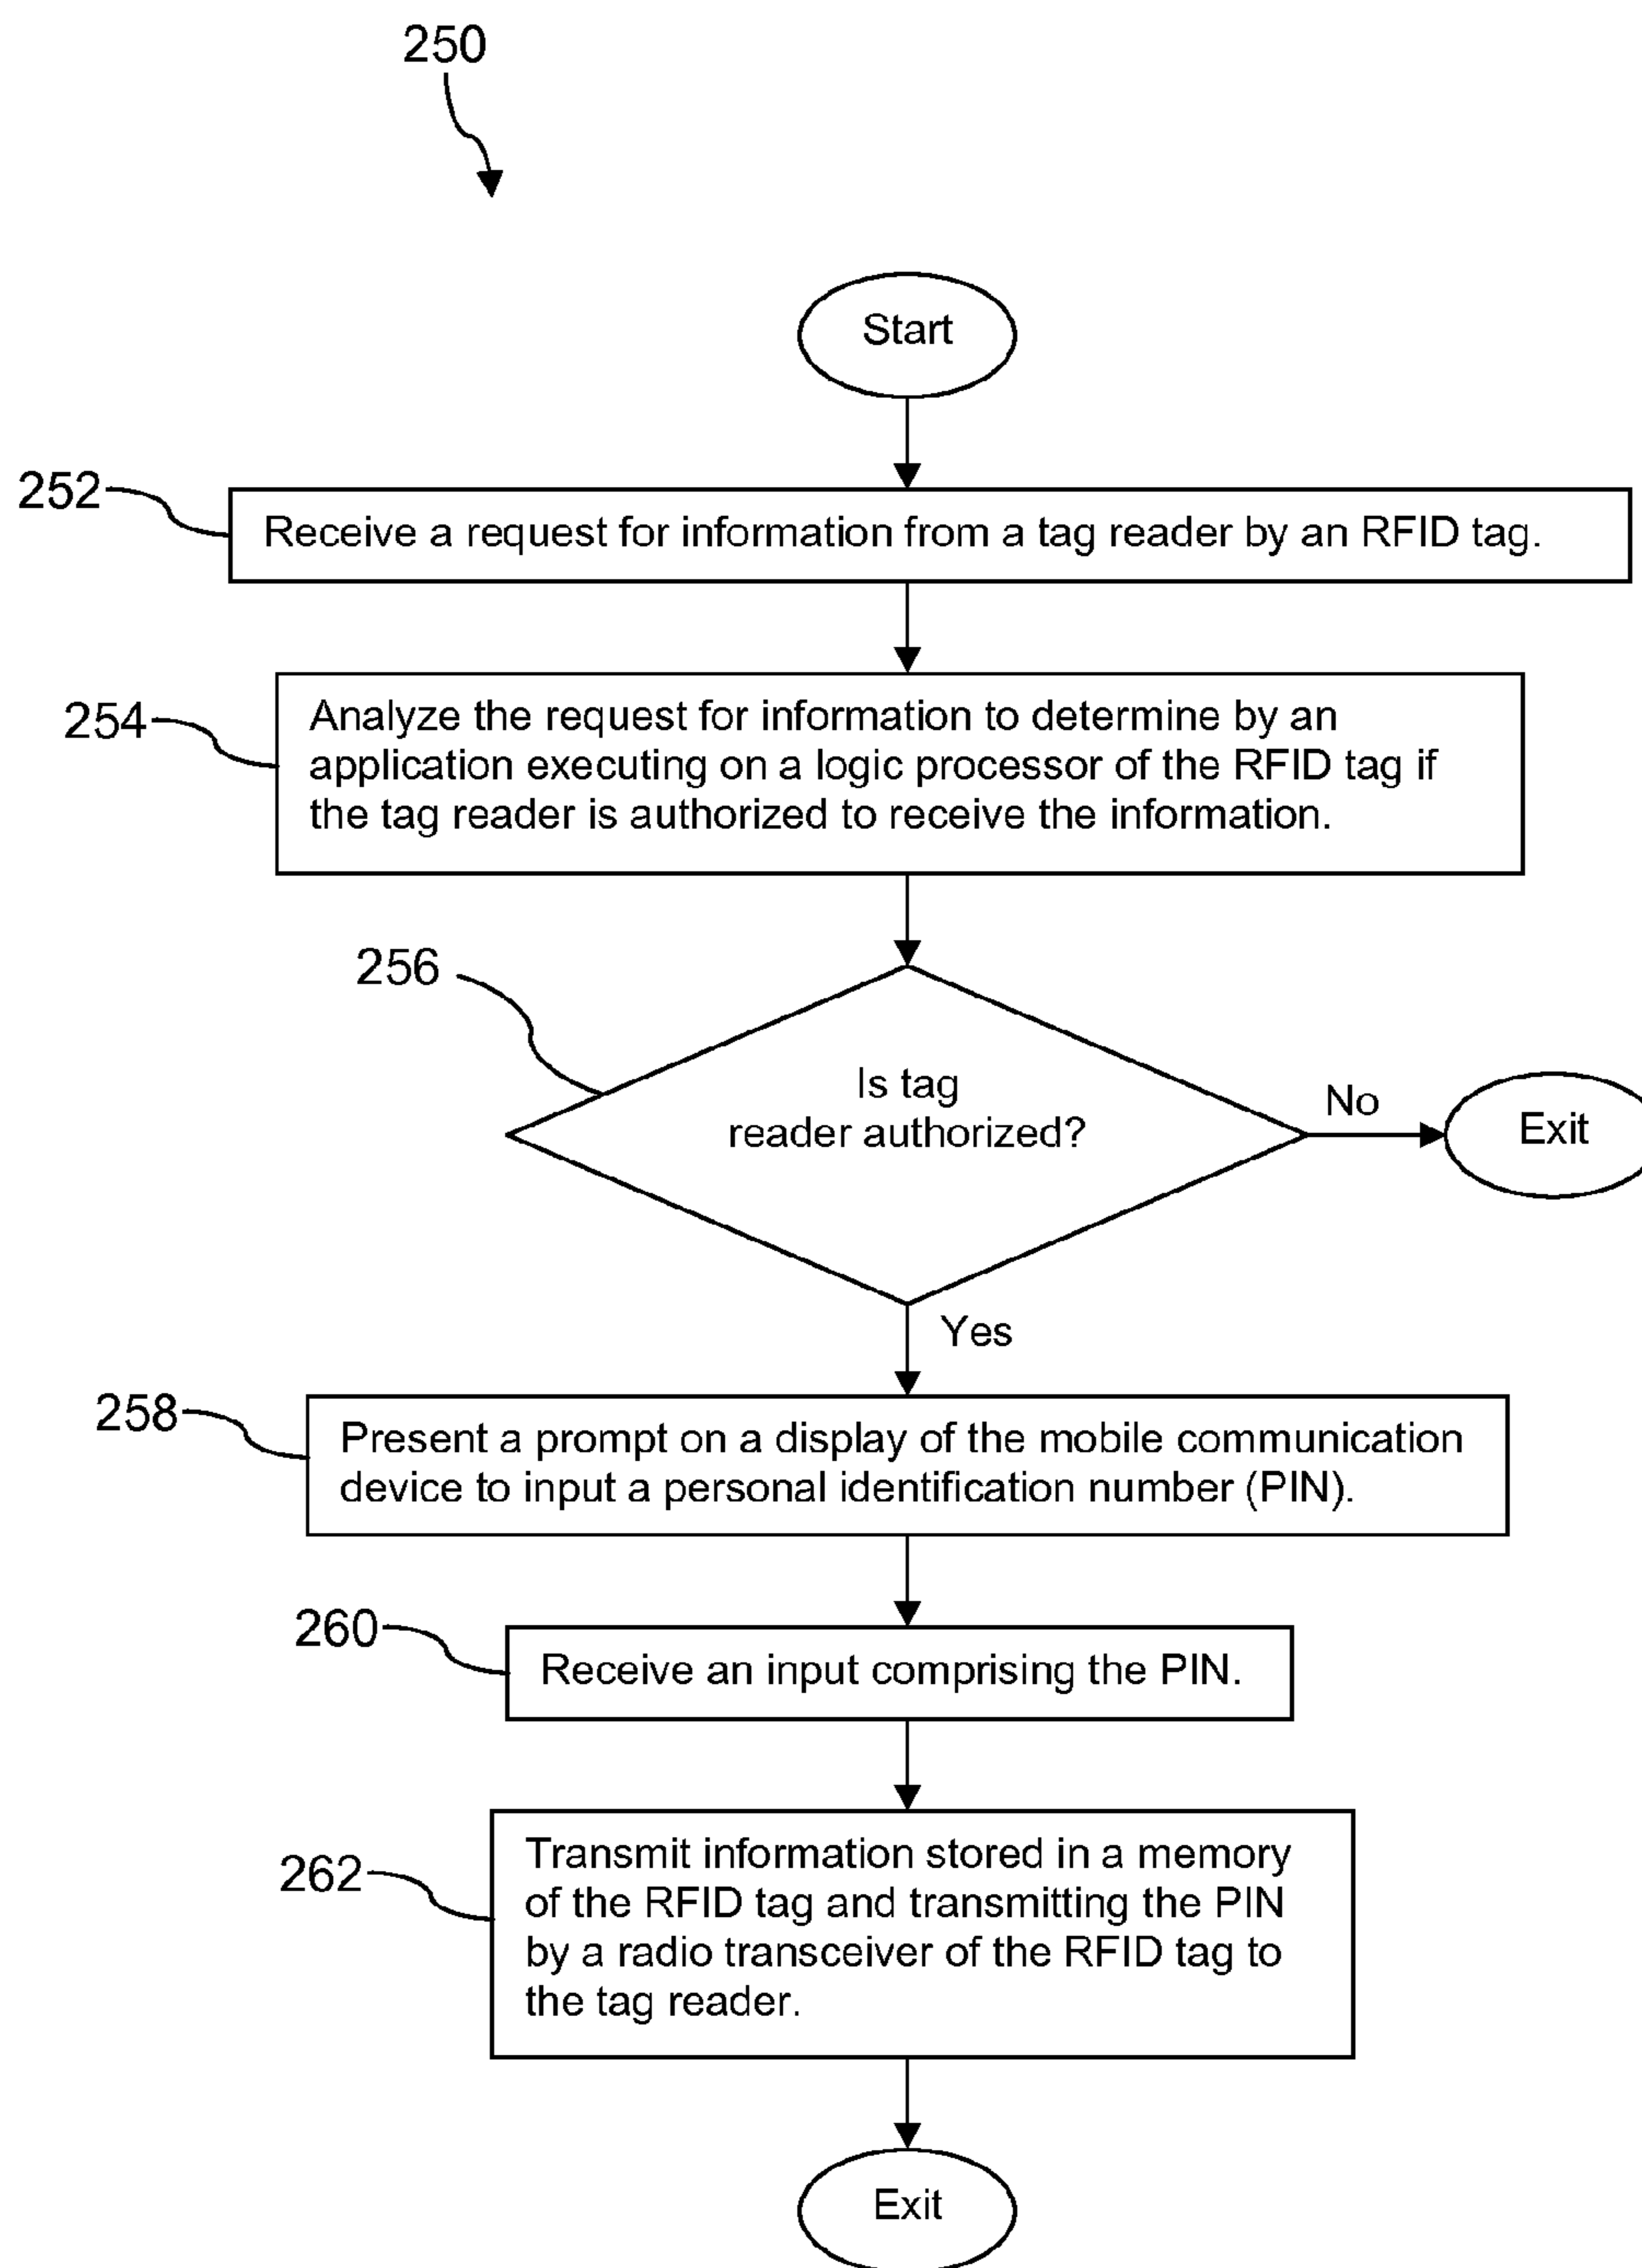 250
Start
252
Receive a request for information from a tag reader by an RFID tag.
254
Analyze the request for information to determine by an
application executing on a logic processor of the RFID tag if
the tag reader is authorized to receive the information.
256
Is tag
reader authorized?
No
Exit
Yes
258
Present a prompt on a display of the mobile communication
device to input a personal identification number (PIN).
260
Receive an input comprising the PIN.
262
Transmit information stored in a memory
of the RFID tag and transmitting the PIN
by a radio transceiver of the RFID tag to
the tag reader.
Exit